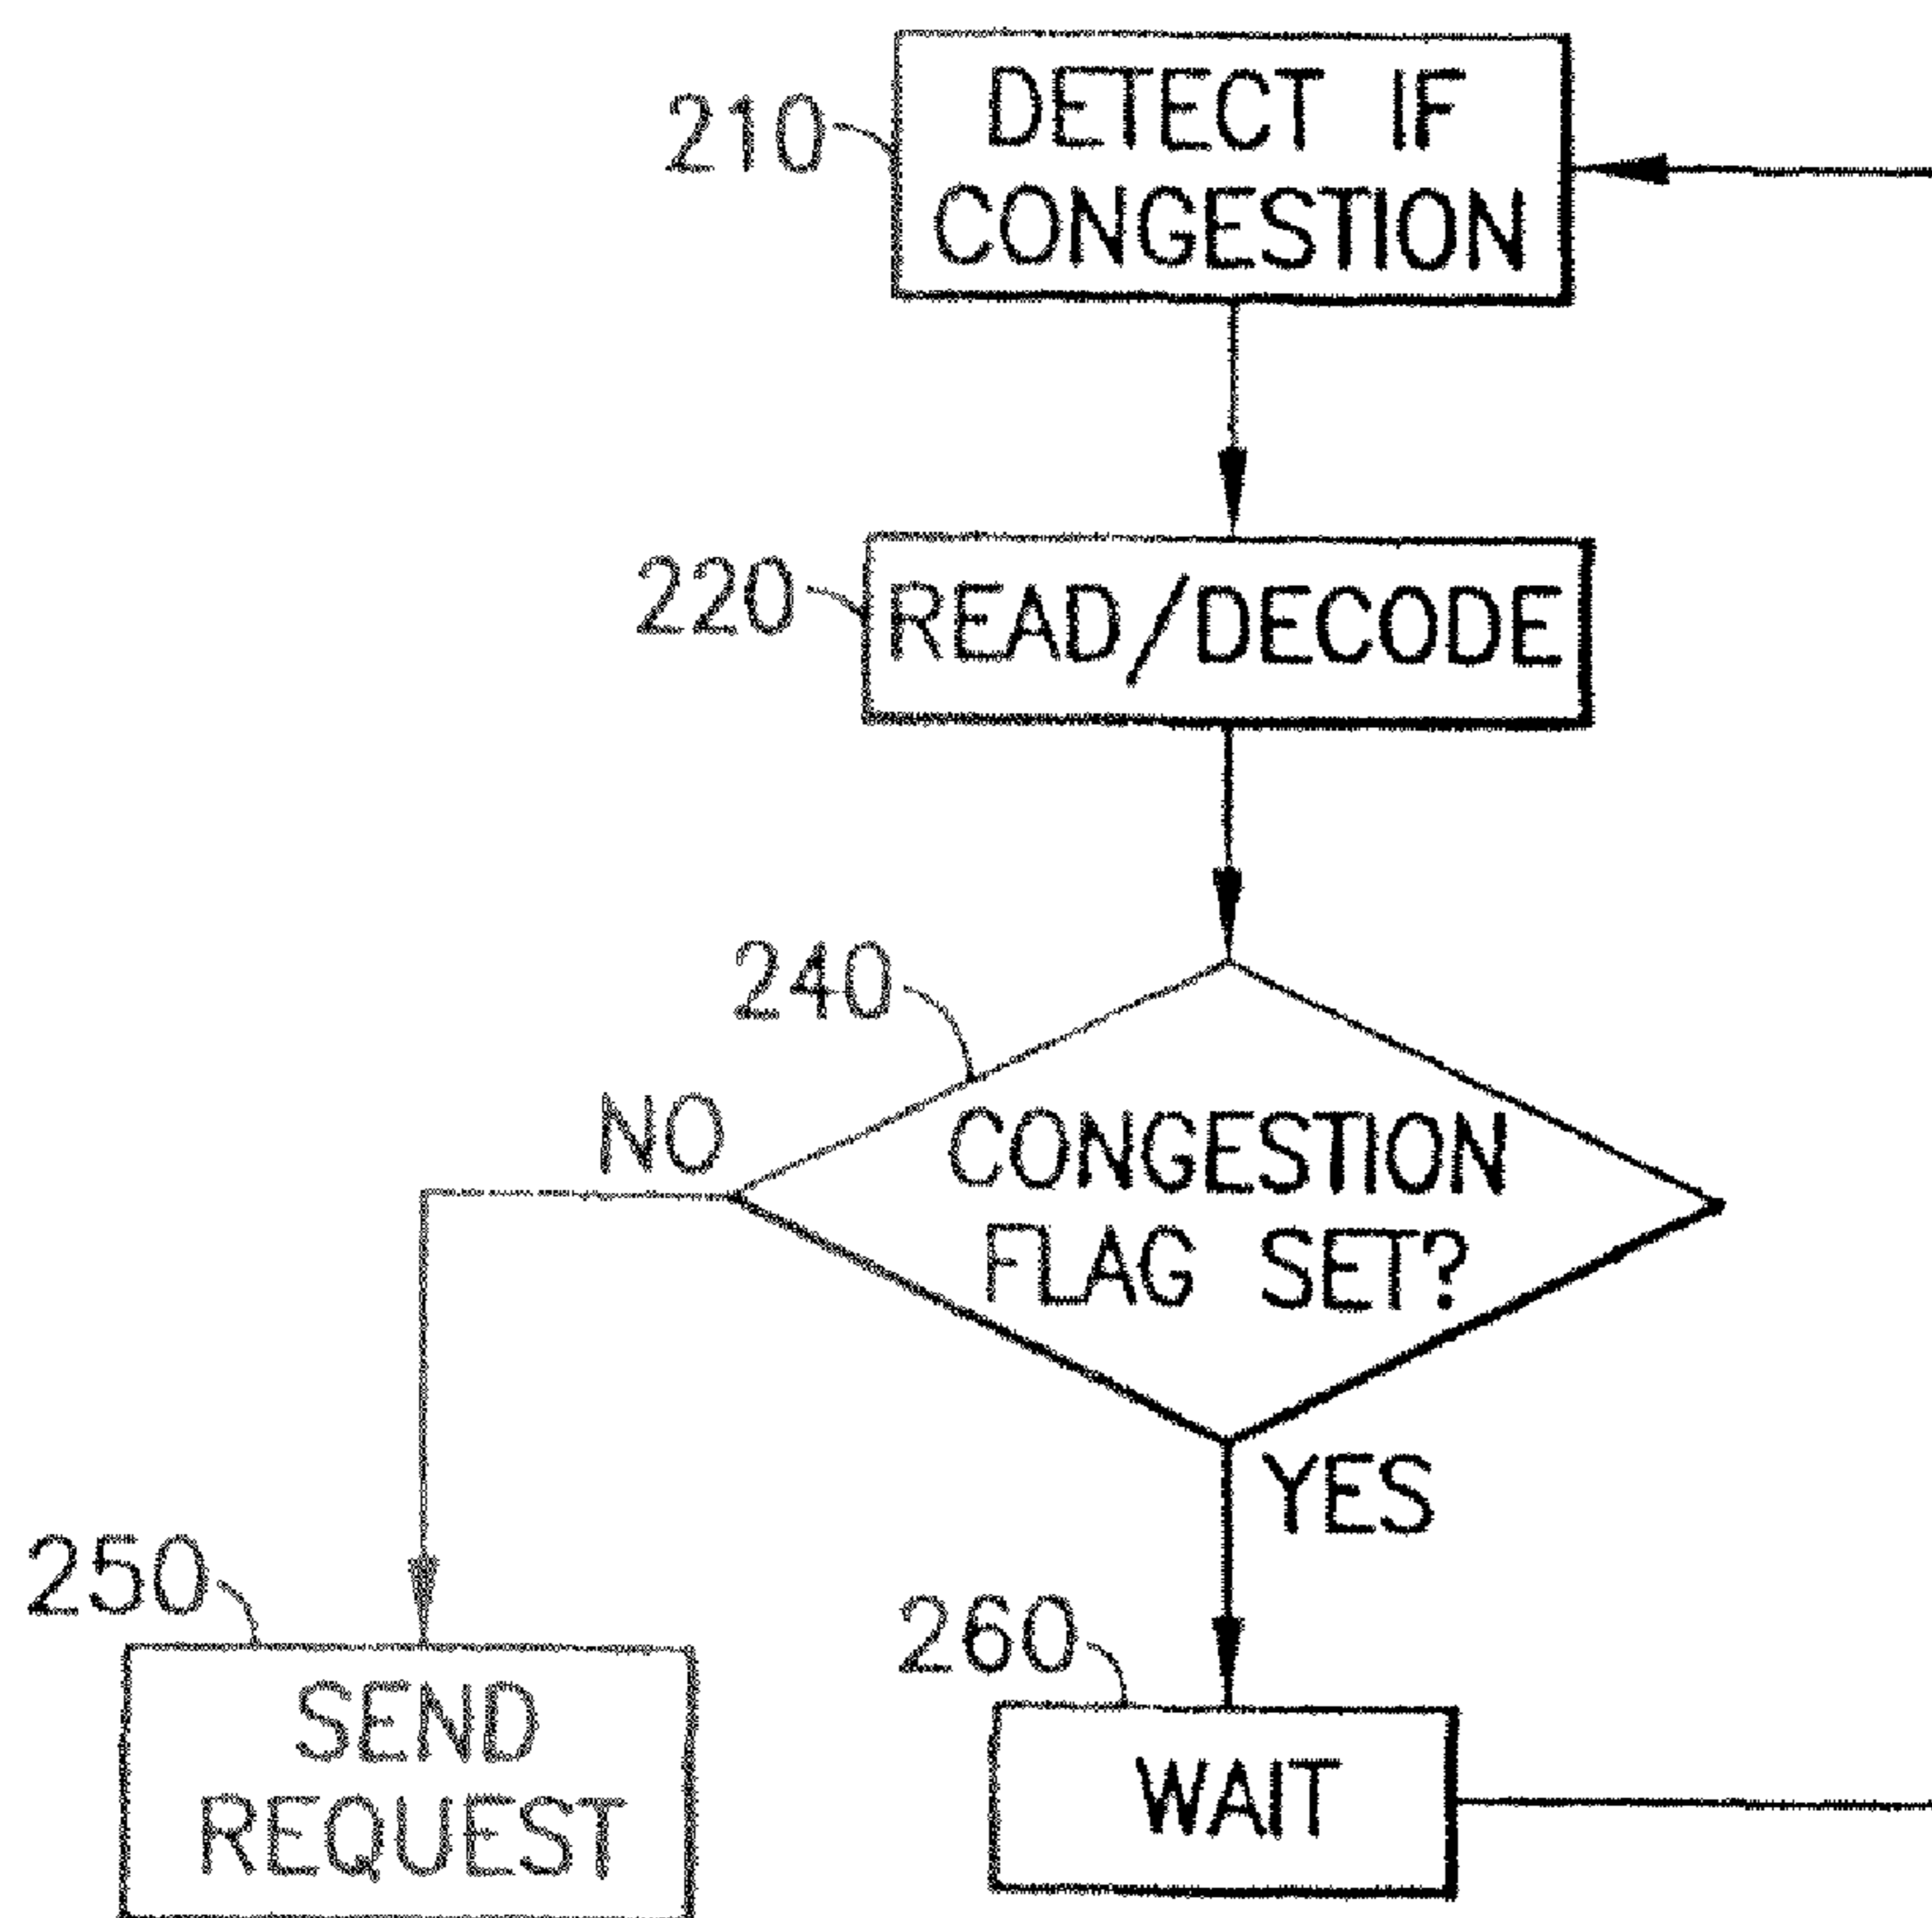 210
DETECT IF
CONGESTION
220
READ/DECODE
240
NO
CONGESTION
FLAG SET?
YES
250
260
SEND
REQUEST
WAIT